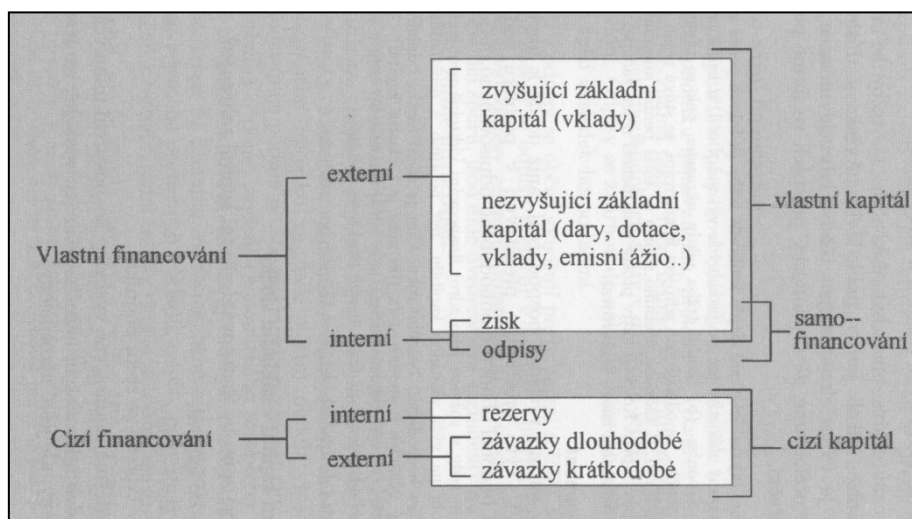 zvyšující základní
kapitál (vklady)
externí
nezvyšující základní
kapitál (dary, dotace,
vklady, emisní ážio..)
vlastní kapitál
Vlastní financování
interní
zisk
odpisy
samo--
financování
Cizí financování
interní
rezervy
externí
závazky dlouhodobé
závazky krátkodobé
cizí kapitál